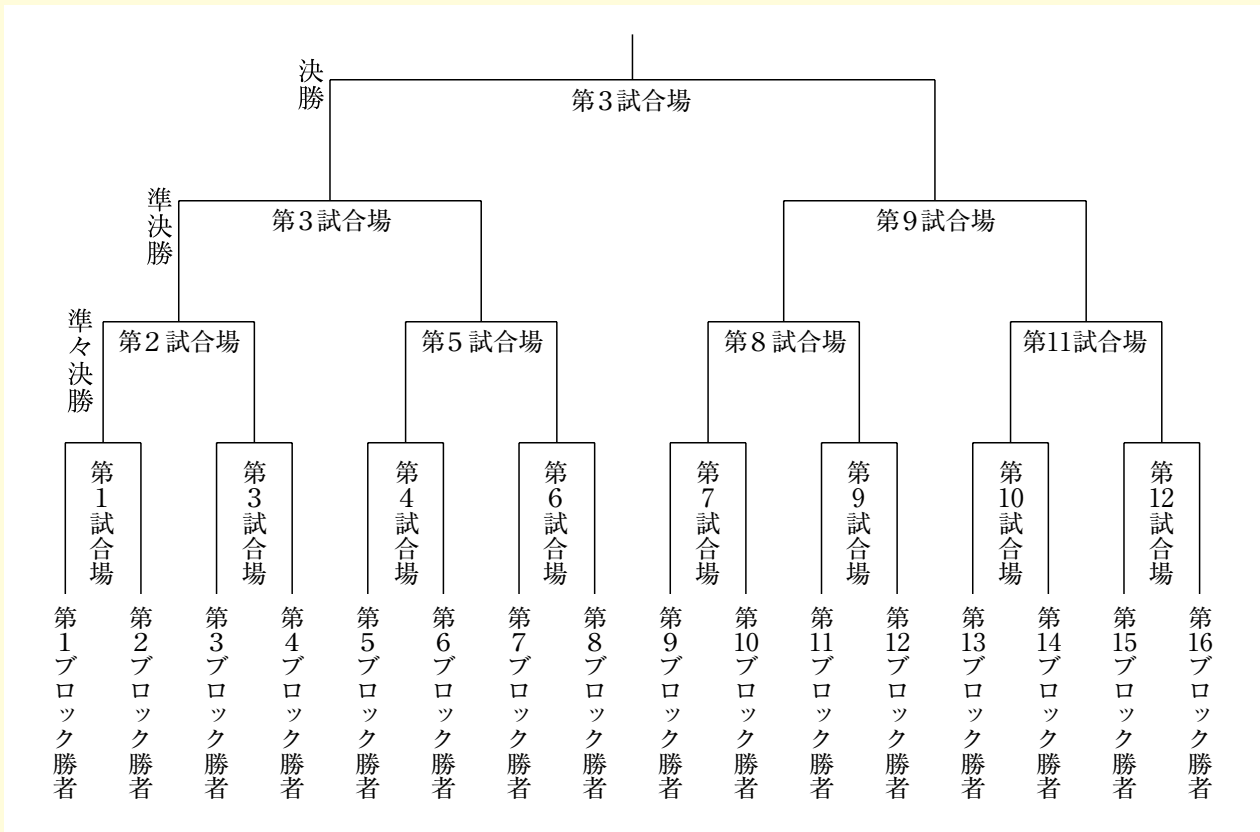 決勝
第3試合場
準決勝
第3試合場
第9試合場
準々決勝
第2試合場
第5試合場
第8試合場
第11試合場
第1試合場
第3試合場
第4試合場
第6試合場
第7試合場
第9試合場
第10試合場
第12試合場
第1ブロック勝者
第2ブロック勝者
第3ブロック勝者
第4ブロック勝者
第5ブロック勝者
第6ブロック勝者
第7ブロック勝者
第8ブロック勝者
第9ブロック勝者
第10ブロック勝者
第11ブロック勝者
第12ブロック勝者
第13ブロック勝者
第14ブロック勝者
第15ブロック勝者
第16ブロック勝者